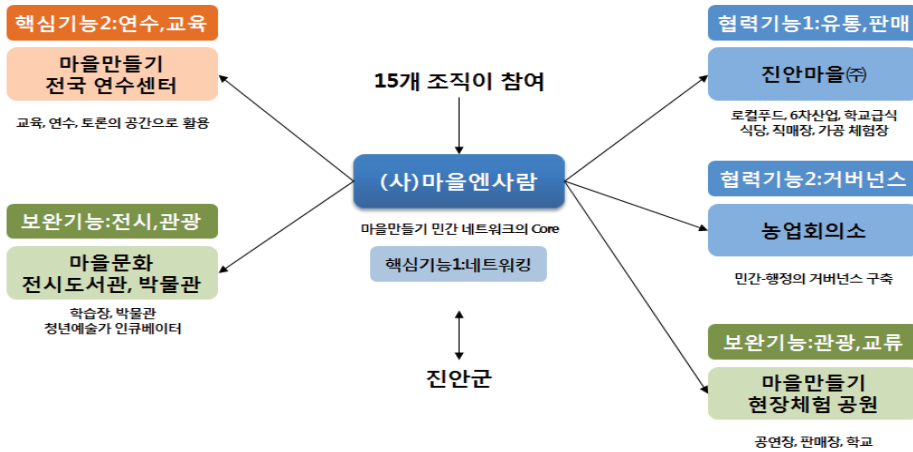 핵심기능2:연수,교육
마을만들기
전국 연수센터
교육, 연수, 토론의 공간으로 활용
보완기능:전시,관광
마을문화
전시도서관, 박물관
학습장, 박물관
청년예술가 인큐베이터
15개 조직이 참여
(사)마을엔사람
마을만들기 민간 네트워크의 Core
핵심기능1:네트워킹
진안군
협력기능1:유통,판매
진안마을㈜
로컬푸드, 6차산업, 학교급식
식당, 직매장, 가공 체험장
협력기능2:거버넌스
농업회의소
민간-행정의 거버넌스 구축
보완기능:관광,교류
마을만들기
현장체험 공원
공연장, 판매장, 학교